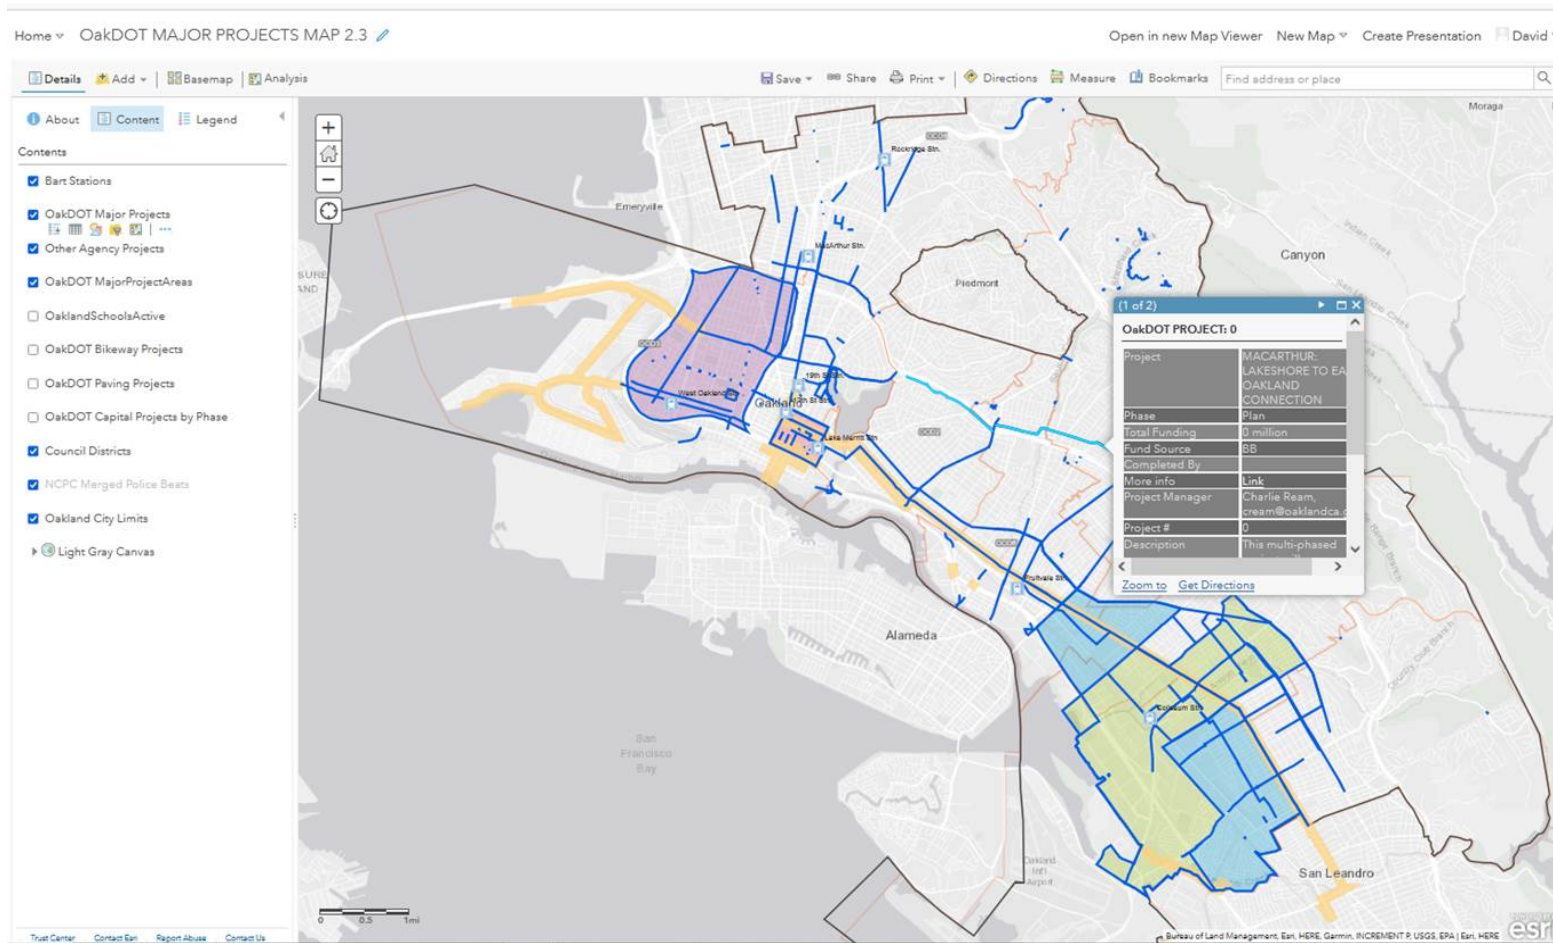 Home
OakDOT MAJOR PROJECTS MAP 2.3
Open in new Map Viewer
New Map
Create Presentation
David
Details
Add
Basemap
Analysis
Save
Share
Print
Directions
Measure
Bookmarks
Find address or place
About
Content
Legend
Contents
Bart Stations
OakDOT Major Projects
Other Agency Projects
OakDOT MajorProjectAreas
OaklandSchoolsActive
OakDOT Bikeway Projects
OakDOT Paving Projects
OakDOT Capital Projects by Phase
Council Districts
NCPC Merged Police Beats
Oakland City Limits
Light Gray Canvas
Trust Center
Contact Esri
Report Abuse
Contact Us
Moraga
Rockridge Stn.
Emeryville
MacArthur Stn.
Canyon
Indian Creek
SURE
AND
Piedmont
(1 of 2)
OakDOT PROJECT: 0
Project
MACARTHUR:
LAKESHORE TO EA
OAKLAND
CONNECTION
Phase
Plan
Total Funding
0 million
Fund Source
BB
Completed By
More info
Link
Project Manager
Charlie Ream,
cream@oaklandca.g
Project #
0
Description
This multi-phased
Zoom to
Get Directions
CCD3
CCD2
19th St Stn.
Oakland
Lake Merritt Stn
Fruitvale Stn
Alameda
Coliseum Stn
San
Francisco
Bay
Oakland
Int'l
Airport
San Leandro
0 0.5 1mi
Bureau of Land Management, Esri, HERE, Garmin, INCREMENT P, USGS, EPA | Esri, HERE
esri